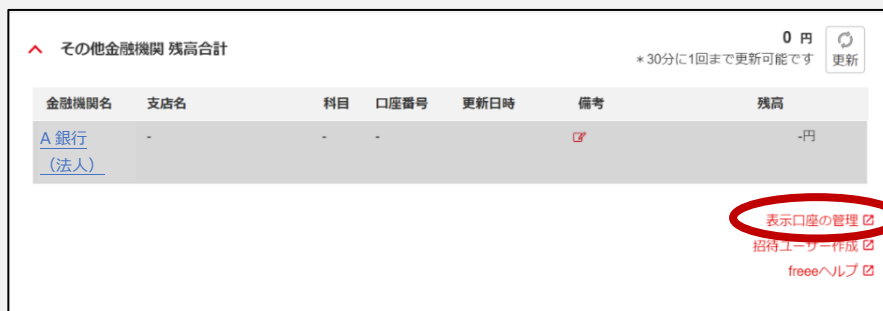 その他金融機関 残高合計
0 円
＊30分に1回まで更新可能です
更新
金融機関名 支店名 科目 口座番号 更新日時 備考 残高
A 銀行 - - - -円
（法人）
表示口座の管理
招待ユーザー作成
freeeヘルプ